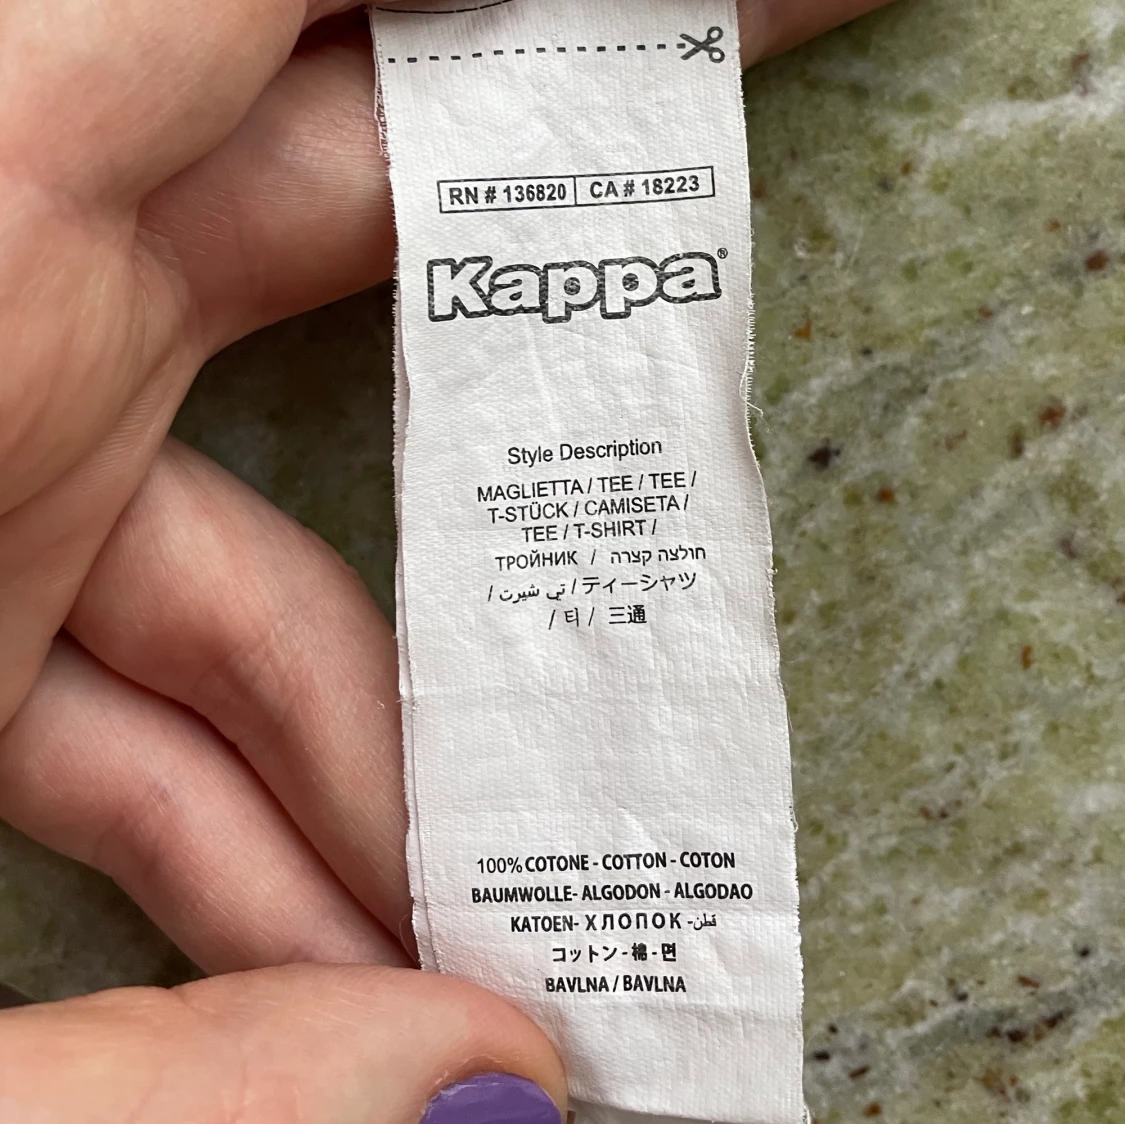 RN # 136820 CA # 18223
Kappa®
Style Description
MAGLIETTA / TEE / TEE /
T-STÜCK / CAMISETA /
TEE / T-SHIRT /
ТРОЙНИК / חולצה קצרה
/ تي شيرت / ティーシャツ
/ 티 / 三通
100% COTONE - COTTON - COTON
BAUMWOLLE- ALGODON - ALGODAO
KATOEN- ХЛОПОК -قطن
コットン - 棉 - 면
BAVLNA / BAVLNA